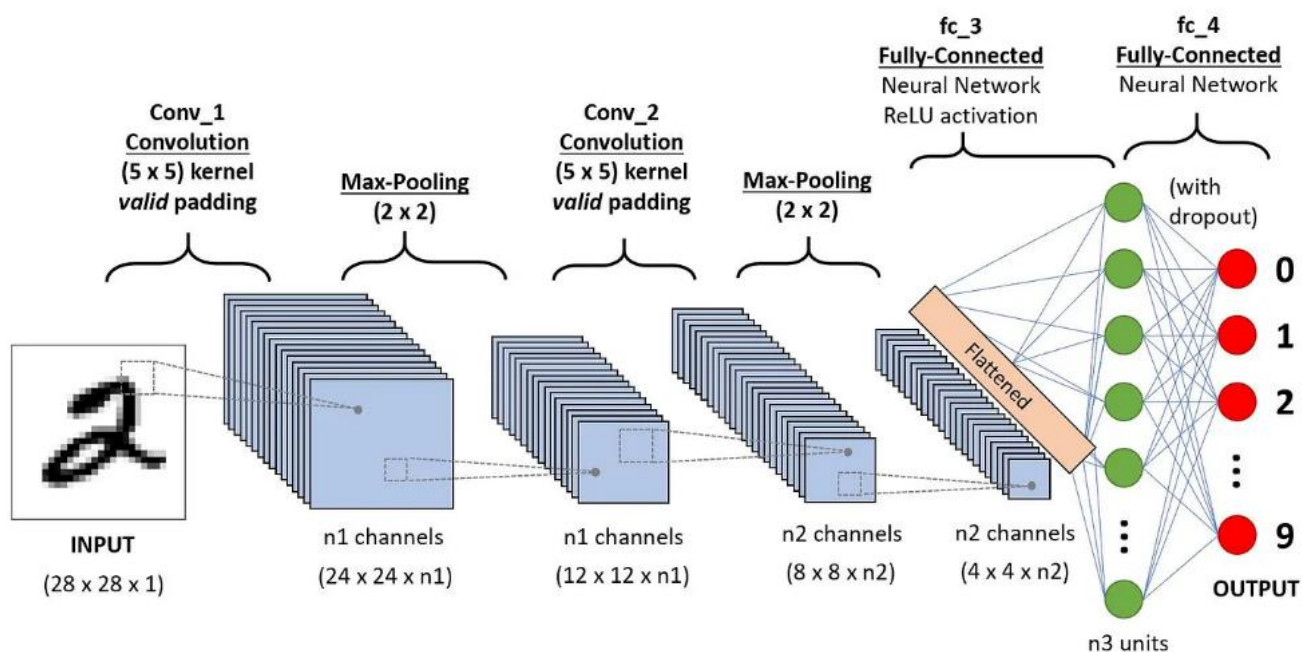 Conv_1
Convolution
(5 x 5) kernel
valid padding
Max-Pooling
(2 x 2)
Conv_2
Convolution
(5 x 5) kernel
valid padding
Max-Pooling
(2 x 2)
fc_3
Fully-Connected
Neural Network
ReLU activation
fc_4
Fully-Connected
Neural Network
(with
dropout)
Flattened
0
1
2
...
9
...
INPUT
(28 x 28 x 1)
n1 channels
(24 x 24 x n1)
n1 channels
(12 x 12 x n1)
n2 channels
(8 x 8 x n2)
n2 channels
(4 x 4 x n2)
n3 units
OUTPUT
2